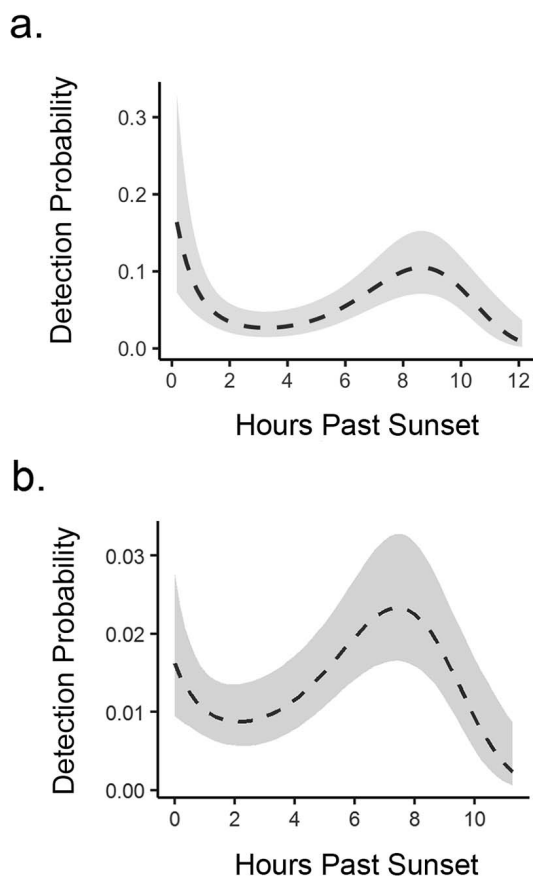 a.
Detection Probability
0.3
0.2
0.1
0.0
0 2 4 6 8 10 12
Hours Past Sunset
b.
Detection Probability
0.03
0.02
0.01
0.00
0 2 4 6 8 10
Hours Past Sunset